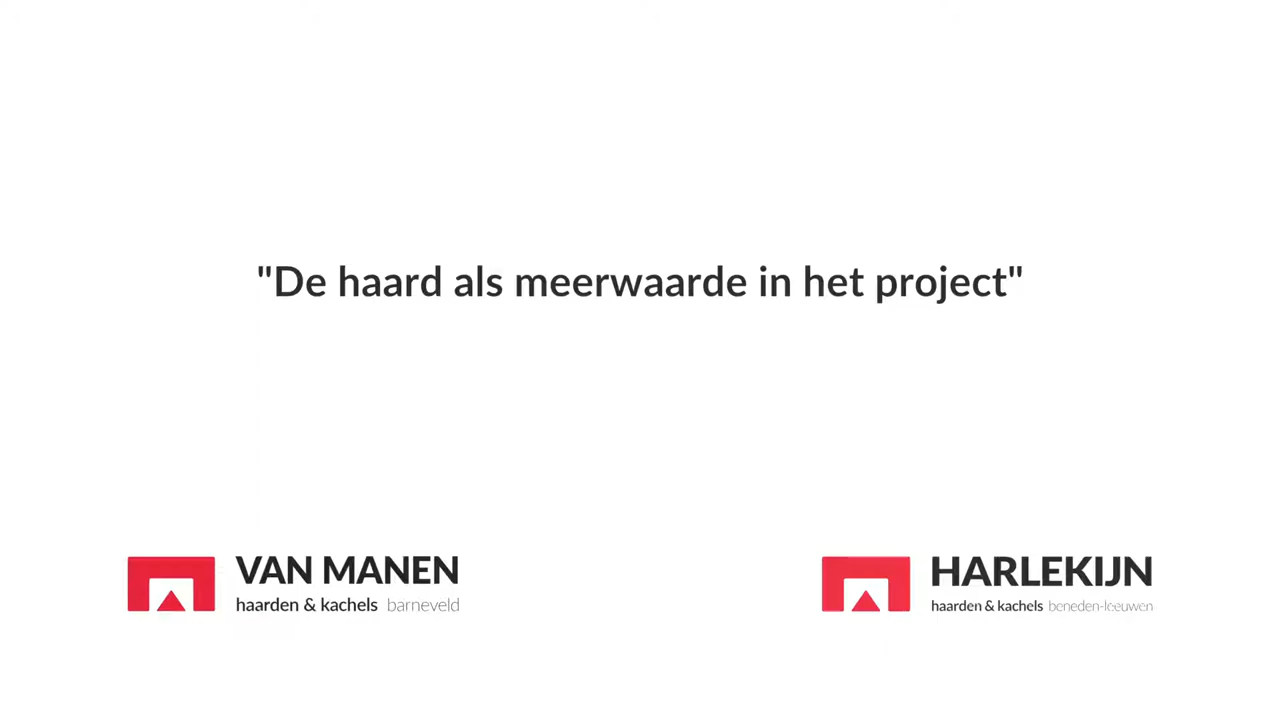 "De haard als meerwaarde in het project"
VAN MANEN
haarden & kachels barneveld
HARLEKIJN
haarden & kachels beneden-leeuwen